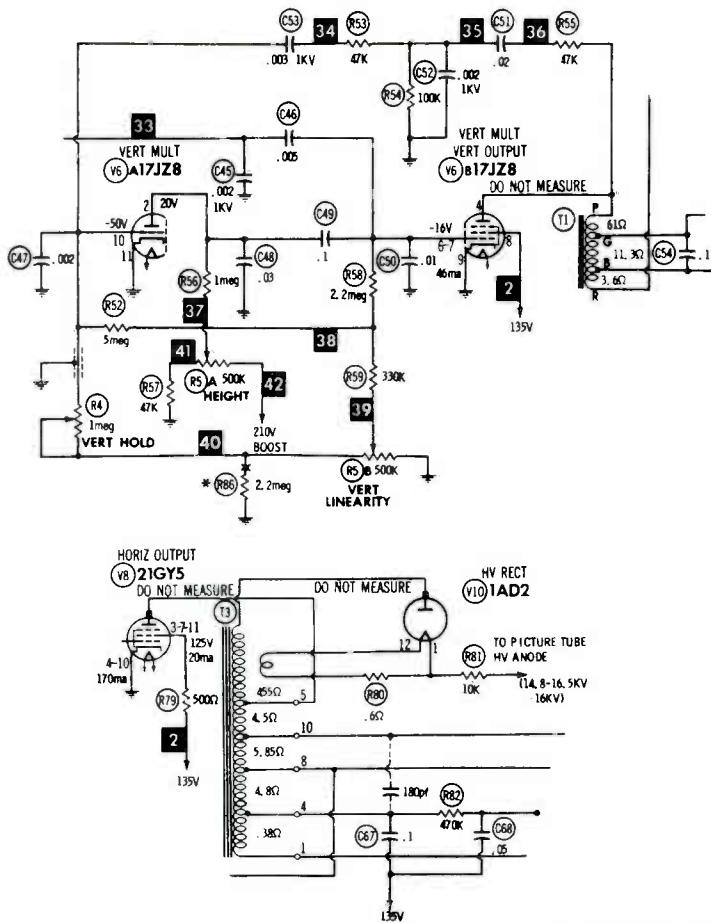 C53
34
R53
35
C51
36
R55
.003 1KV
47K
C52
.002
1KV
.02
47K
R54
100K
C46
33
.005
VERT MULT
V6 A17JZ8
C45
.002
1KV
VERT MULT
VERT OUTPUT
V6 B17JZ8
DO NOT MEASURE
2
20V
-50V
10
11
C47
.002
C49
.1
C48
.03
4
-16V
6-7
8
9
46ma
C50
.01
T1
P
61Ω
G
11.3Ω
B
3.6Ω
R
C54
.1
R56
1meg
R58
2.2meg
2
135V
R52
5meg
37
38
41
R57
47K
R5 A 500K
HEIGHT
42
R59
330K
39
R4
1meg
VERT HOLD
210V
BOOST
40
* R86
2.2meg
R5 B 500K
VERT
LINEARITY
HORIZ OUTPUT
V8 21GY5
DO NOT MEASURE
T3
DO NOT MEASURE
HV RECT
V10 1AD2
3-7-11
125V
20ma
4-10
170ma
R79
500Ω
2
135V
12
1
R81
10K
TO PICTURE TUBE
HV ANODE
(14.8-16.5KV
-16KV)
455Ω
R80
.6Ω
5
4.5Ω
10
5.85Ω
8
4.8Ω
180pf
4
R82
470K
.38Ω
C67
.1
C68
.05
1
135V